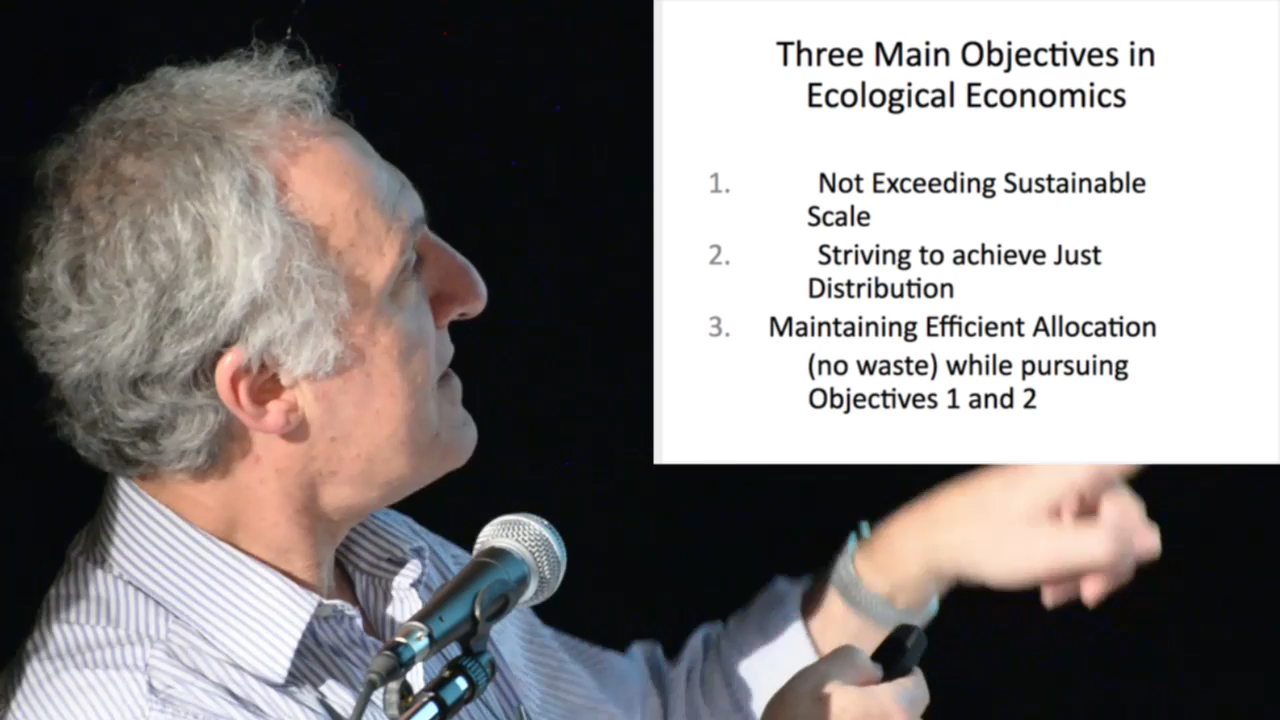 Three Main Objectives in
Ecological Economics
1. Not Exceeding Sustainable
Scale
2. Striving to achieve Just
Distribution
3. Maintaining Efficient Allocation
(no waste) while pursuing
Objectives 1 and 2